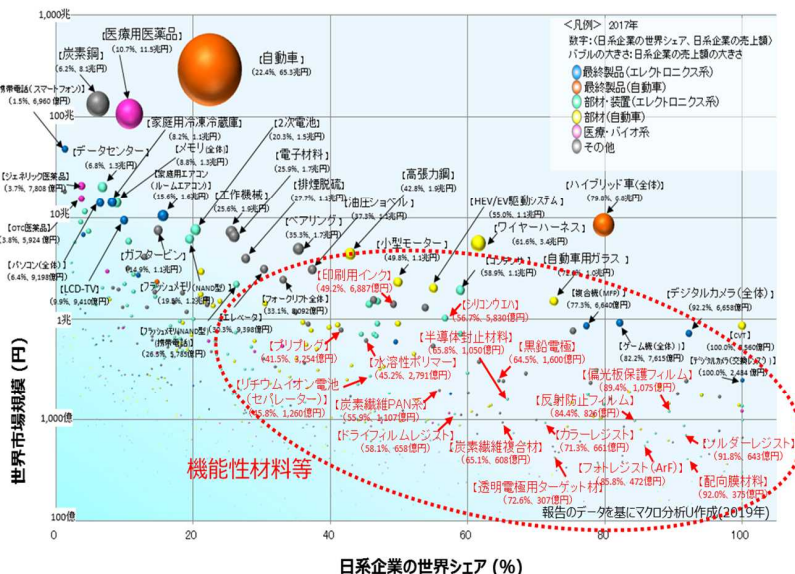 1,000兆
100兆
10兆
1兆
1,000億
100億
世界市場規模 (円)
0
20
40
60
80
100
日系企業の世界シェア (%)
<凡例> 2017年
数字：(日系企業の世界シェア、日系企業の売上額)
バブルの大きさ：日系企業の売上額の大きさ
最終製品(エレクトロニクス系)
最終製品(自動車)
部材・装置(エレクトロニクス系)
部材(自動車)
医療・バイオ系
その他
【医療用医薬品】
(10.7%, 11.5兆円)
【炭素鋼】
(6.2%, 8.1兆円)
【自動車】
(22.4%, 65.3兆円)
携帯電話(スマートフォン)】
(1.5%, 6,960億円)
【家庭用冷凍冷蔵庫】
(8.2%, 1.1兆円)
【2次電池】
(20.3%, 1.5兆円)
【データセンター】
(6.8%, 1.3兆円)
【メモリ(全体)】
(8.8%, 1.3兆円)
【電子材料】
(25.9%, 1.7兆円)
【ジェネリック医薬品】
(3.7%, 7,808億円)
【家庭用エアコン
(ルームエアコン)】
(15.6%, 1.6兆円)
【工作機械】
(25.6%, 1.9兆円)
【排煙脱硫】
(27.7%, 1.1兆円)
【高張力鋼】
(42.8%, 1.9兆円)
【油圧ショベル】
(37.3%, 1.2兆円)
【HEV/EV駆動システム】
(55.0%, 1.1兆円)
【ハイブリッド車(全体)】
【OTC医薬品】
(3.8%, 5,924億円)
【ベアリング】
(35.3%, 1.7兆円)
【小型モーター】
(49.8%, 1.1兆円)
【ワイヤーハーネス】
(61.6%, 3.4兆円)
【パソコン(全体)】
(6.4%, 9,198億円)
【ガスタービン】
(14.9%, 1.1兆円)
(58.9%, 1.1兆円)
【自動車用ガラス】
【LCD-TV】
(9.9%, 9,410億円)
【フラッシュメモリ(NAND型)】
【印刷用インク】
(49.2%, 6,887億円)
【フォークリフト全体】
【シリコンウエハ】
(56.7%, 5,830億円)
【複合機(MFP)】
(77.3%, 6,640億円)
【デジタルカメラ(全体)】
(92.2%, 6,658億円)
【フラッシュメモリ(NAND型)
(携帯電話)】
【エレベータ】
【プリプレグ】
(41.5%, 3,254億円)
【半導体封止材料】
(65.8%, 1,050億円)
【黒鉛電極】
(64.5%, 1,600億円)
【ゲーム機(全体)】
(82.2%, 7,615億円)
【CVT】
【水溶性ポリマー】
(45.2%, 2,791億円)
【デジタルカメラ(交換レンズ)】
(100.0%, 2,484億円)
【リチウムイオン電池
(セパレーター)】
(45.8%, 1,260億円)
【炭素繊維PAN系】
(55.9%, 1,107億円)
【偏光板保護フィルム】
(89.4%, 1,075億円)
【反射防止フィルム】
【ドライフィルムレジスト】
(58.1%, 658億円)
【炭素繊維複合材】
(65.1%, 608億円)
【カラーレジスト】
(71.3%, 661億円)
【ソルダーレジスト】
(91.8%, 643億円)
機能性材料等
【フォトレジスト(ArF)】
(85.8%, 472億円)
【透明電極用ターゲット材】
(72.6%, 307億円)
【配向膜材料】
(92.0%, 375億円)
報告のデータを基にマクロ分析U作成(2019年)